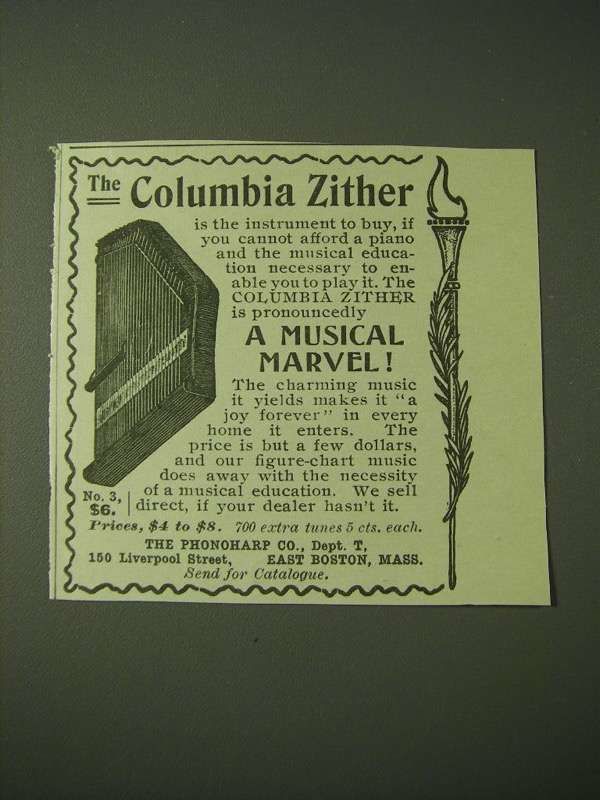 The Columbia Zither
is the instrument to buy, if
you cannot afford a piano
and the musical educa-
tion necessary to en-
able you to play it. The
COLUMBIA ZITHER
is pronouncedly
A MUSICAL
MARVEL!
The charming music
it yields makes it "a
joy forever" in every
home it enters. The
price is but a few dollars,
and our figure-chart music
does away with the necessity
of a musical education. We sell
direct, if your dealer hasn't it.
No. 3,
$6.
Prices, $4 to $8. 700 extra tunes 5 cts. each.
THE PHONOHARP CO., Dept. T,
150 Liverpool Street, EAST BOSTON, MASS.
Send for Catalogue.